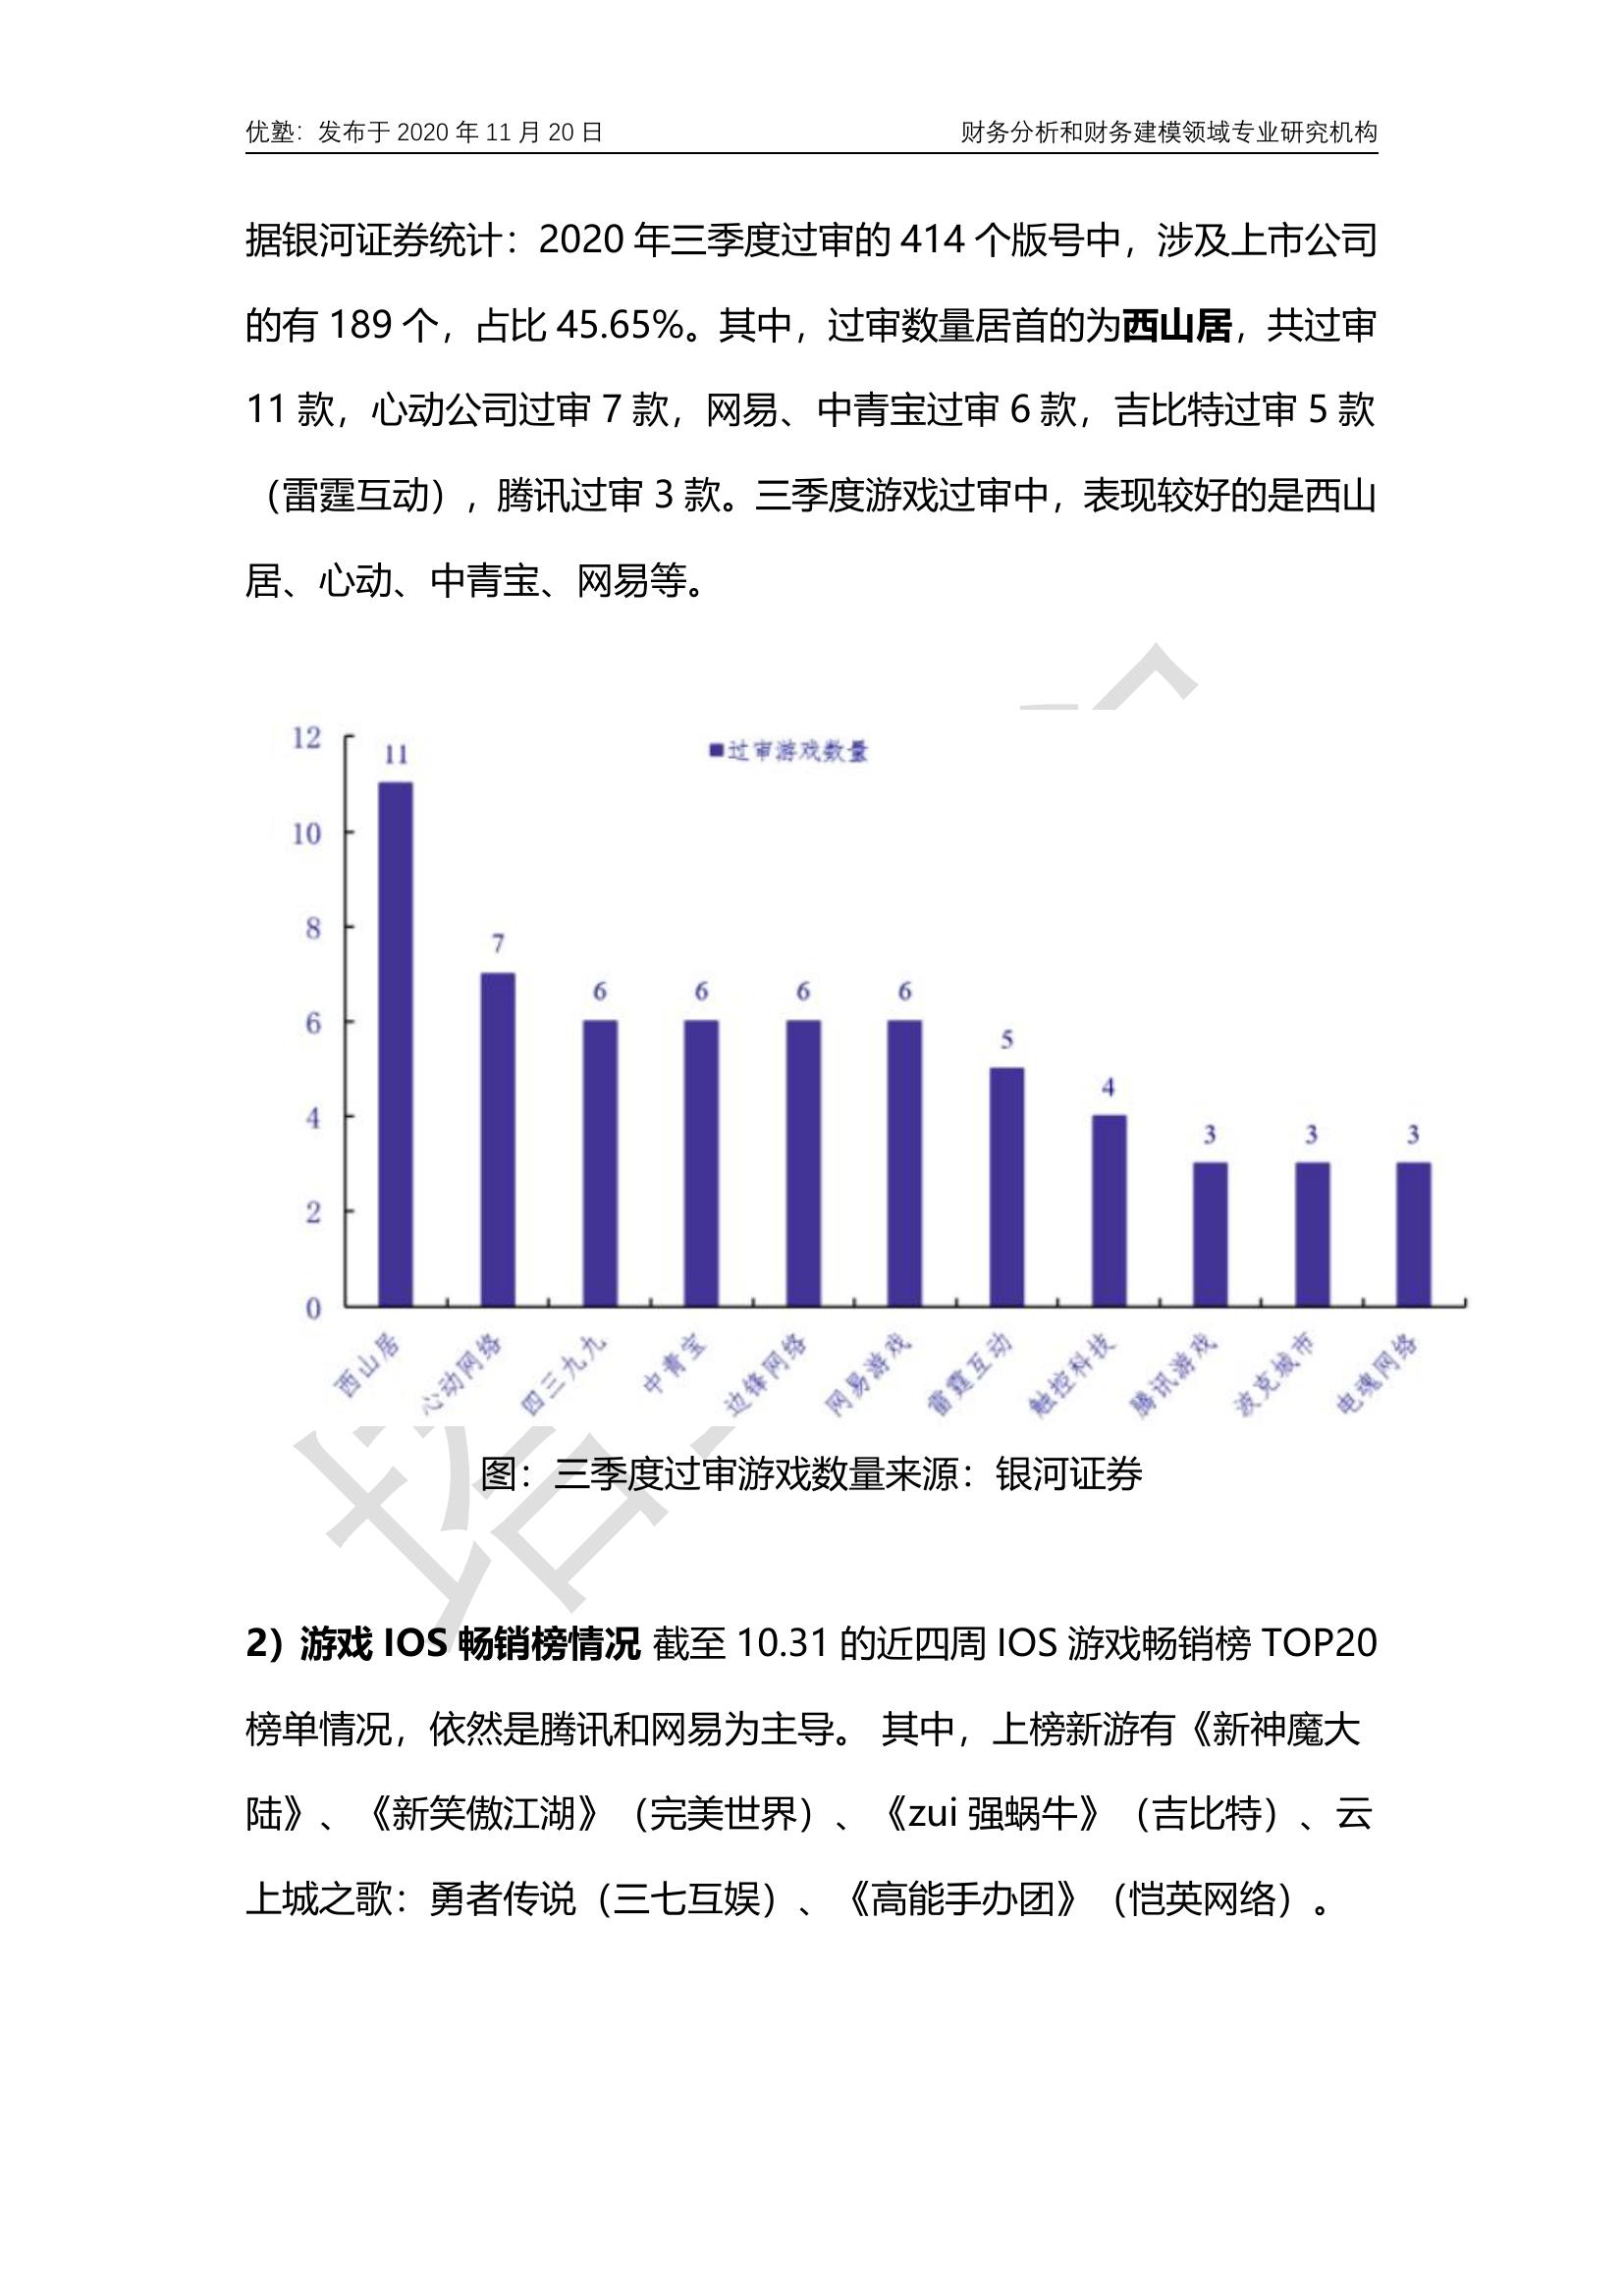 优塾：发布于 2020 年 11 月 20 日 财务分析和财务建模领域专业研究机构
据银河证券统计：2020 年三季度过审的 414 个版号中，涉及上市公司
的有 189 个，占比 45.65%。其中，过审数量居首的为西山居，共过审
11 款，心动公司过审 7 款，网易、中青宝过审 6 款，吉比特过审 5 款
（雷霆互动），腾讯过审 3 款。三季度游戏过审中，表现较好的是西山
居、心动、中青宝、网易等。
过审游戏数量
12
10
8
6
4
2
0
11 7 6 6 6 6 5 4 3 3 3
西山居 心动网络 四三九九 中青宝 边锋网络 网易游戏 雷霆互动 触控科技 腾讯游戏 波克城市 电魂网络
图：三季度过审游戏数量来源：银河证券
2）游戏 IOS 畅销榜情况 截至 10.31 的近四周 IOS 游戏畅销榜 TOP20
榜单情况，依然是腾讯和网易为主导。 其中，上榜新游有《新神魔大
陆》、《新笑傲江湖》（完美世界）、《zui 强蜗牛》（吉比特）、云
上城之歌：勇者传说（三七互娱）、《高能手办团》（恺英网络）。